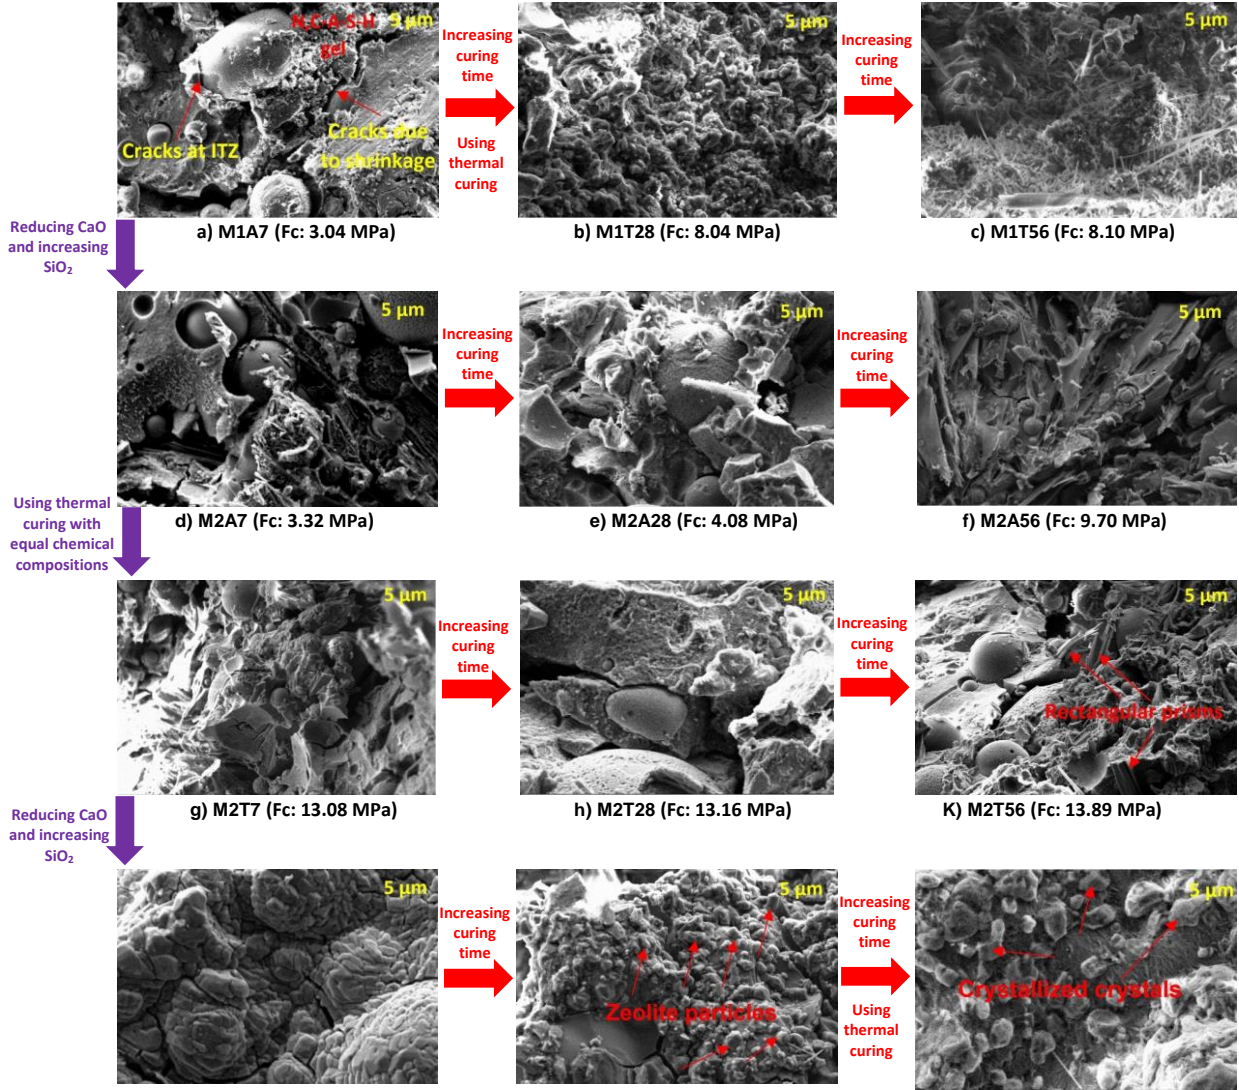 N,C-A-S-H
gel
5 µm
Cracks at ITZ
Cracks due
to shrinkage
Increasing
curing
time
Using
thermal
curing
5 µm
Increasing
curing
time
5 µm
a) M1A7 (Fc: 3.04 MPa)
b) M1T28 (Fc: 8.04 MPa)
c) M1T56 (Fc: 8.10 MPa)
Reducing CaO
and increasing
SiO₂
5 µm
Increasing
curing
time
5 µm
Increasing
curing
time
5 µm
d) M2A7 (Fc: 3.32 MPa)
e) M2A28 (Fc: 4.08 MPa)
f) M2A56 (Fc: 9.70 MPa)
Using thermal
curing with
equal chemical
compositions
5 µm
Increasing
curing
time
5 µm
Increasing
curing
time
5 µm
Rectangular prisms
g) M2T7 (Fc: 13.08 MPa)
h) M2T28 (Fc: 13.16 MPa)
K) M2T56 (Fc: 13.89 MPa)
Reducing CaO
and increasing
SiO₂
5 µm
Increasing
curing
time
5 µm
Zeolite particles
Increasing
curing
time
Using
thermal
curing
5 µm
Crystallized crystals